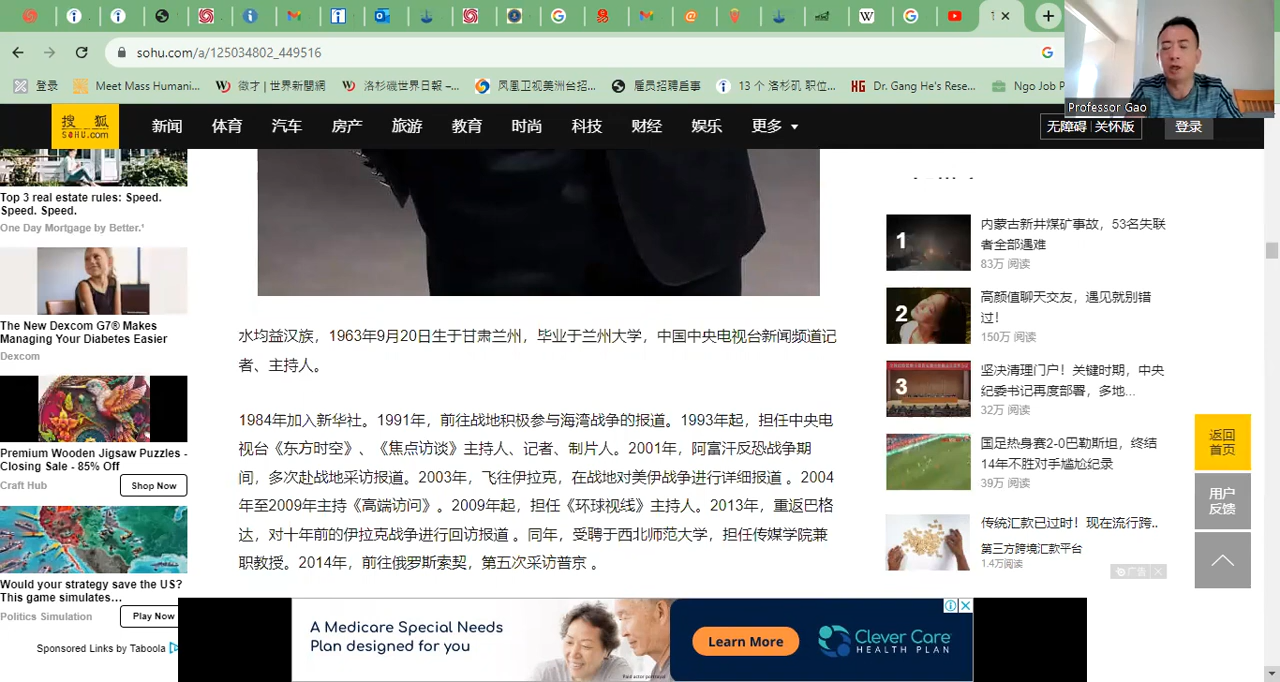 sohu.com/a/125034802_449516
登录
Meet Mass Humani...
徵才 | 世界新聞網
洛杉磯世界日報 –...
凤凰卫视美洲台招...
雇员招聘启事
13 个 洛杉矶 职位...
Dr. Gang He's Rese...
Ngo Job P
Professor Gao
搜狐
SOHU.com
新闻 体育 汽车 房产 旅游 教育 时尚 科技 财经 娱乐 更多
无障碍 关怀版
登录
Top 3 real estate rules: Speed.
Speed. Speed.
One Day Mortgage by Better.¹
The New Dexcom G7® Makes
Managing Your Diabetes Easier
Dexcom
Premium Wooden Jigsaw Puzzles -
Closing Sale - 85% Off
Craft Hub
Shop Now
Would your strategy save the US?
This game simulates…
Politics Simulation
Play Now
Sponsored Links by Taboola
水均益汉族，1963年9月20日生于甘肃兰州，毕业于兰州大学，中国中央电视台新闻频道记
者、主持人。
1984年加入新华社。1991年，前往战地积极参与海湾战争的报道。1993年起，担任中央电
视台《东方时空》、《焦点访谈》主持人、记者、制片人。2001年，阿富汗反恐战争期
间，多次赴战地采访报道。2003年，飞往伊拉克，在战地对美伊战争进行详细报道 。2004
年至2009年主持《高端访问》。2009年起，担任《环球视线》主持人。2013年，重返巴格
达，对十年前的伊拉克战争进行回访报道 。同年，受聘于西北师范大学，担任传媒学院兼
职教授。2014年，前往俄罗斯索契，第五次采访普京 。
1
内蒙古新井煤矿事故，53名失联
者全部遇难
83万 阅读
2
高颜值聊天交友，遇见就别错
过！
150万 阅读
3
坚决清理门户！关键时期，中央
纪委书记再度部署，多地...
32万 阅读
国足热身赛2-0巴勒斯坦，终结
14年不胜对手尴尬纪录
39万 阅读
传统汇款已过时！现在流行跨..
第三方跨境汇款平台
1.4万阅读
广告
返回
首页
用户
反馈
A Medicare Special Needs
Plan designed for you
Learn More
Clever Care
HEALTH PLAN
Paid actor portrayal